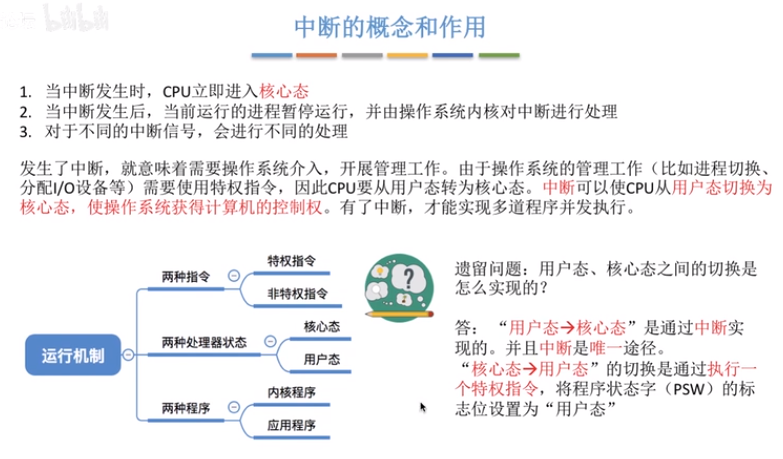 中断的概念和作用
1. 当中断发生时，CPU立即进入核心态
2. 当中断发生后，当前运行的进程暂停运行，并由操作系统内核对中断进行处理
3. 对于不同的中断信号，会进行不同的处理
发生了中断，就意味着需要操作系统介入，开展管理工作。由于操作系统的管理工作（比如进程切换、
分配I/O设备等）需要使用特权指令，因此CPU要从用户态转为核心态。中断可以使CPU从用户态切换为
核心态，使操作系统获得计算机的控制权。有了中断，才能实现多道程序并发执行。
运行机制
两种指令
特权指令
非特权指令
两种处理器状态
核心态
用户态
两种程序
内核程序
应用程序
遗留问题：用户态、核心态之间的切换是
怎么实现的？
答： “用户态→核心态”是通过中断实
现的。并且中断是唯一途径。
“核心态→用户态”的切换是通过执行一
个特权指令，将程序状态字（PSW）的标
志位设置为“用户态”